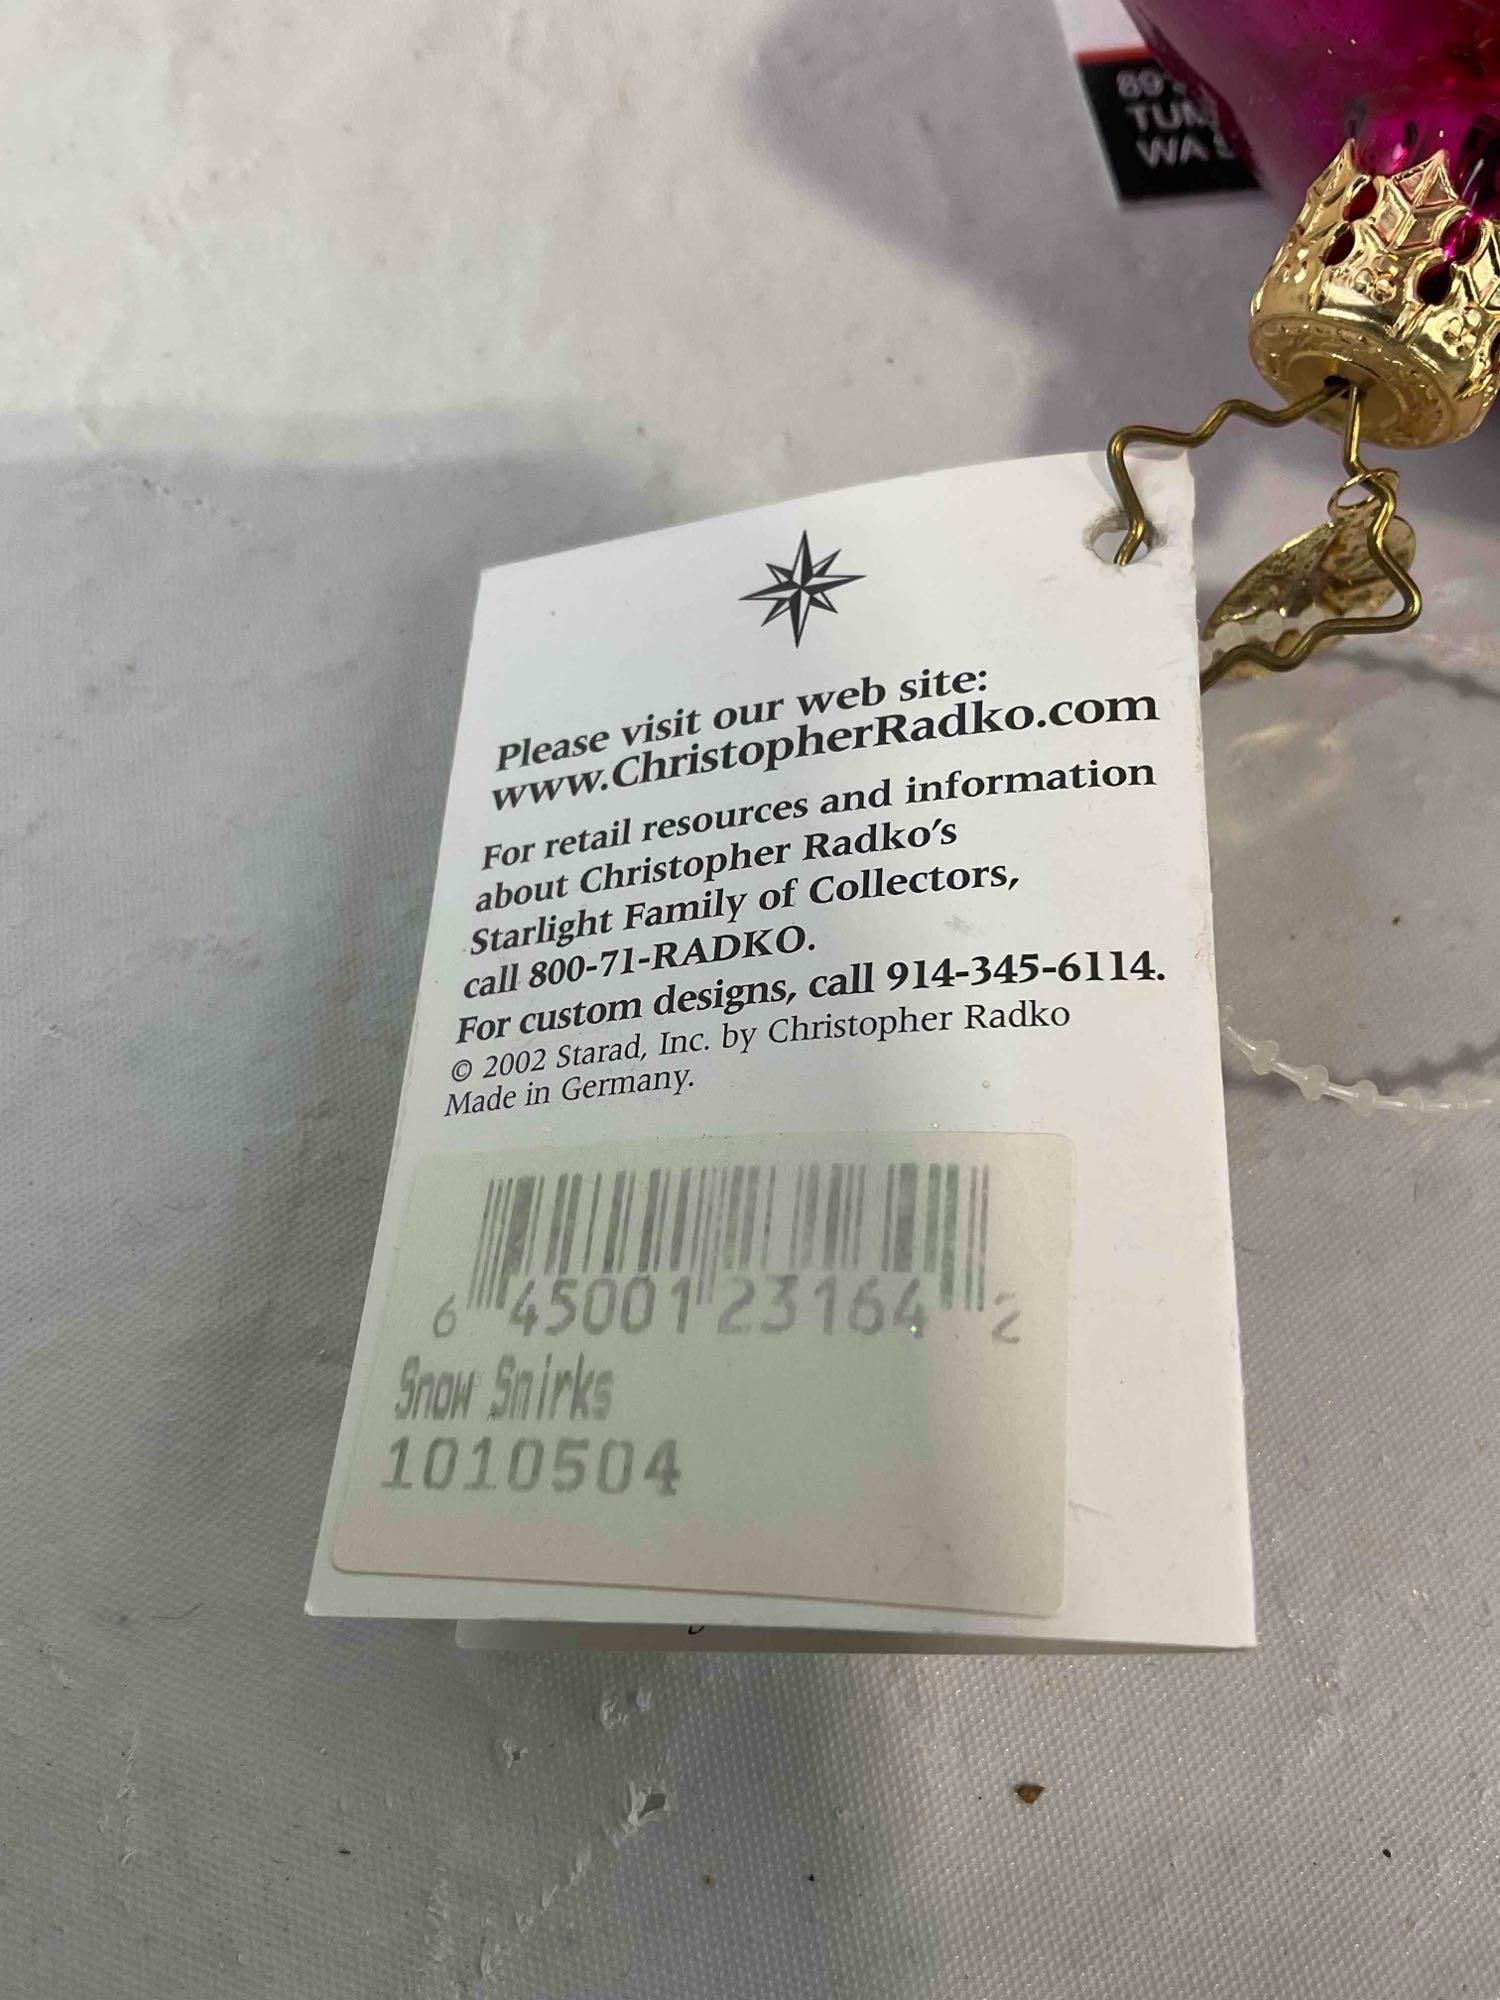 WA
Please visit our web site:
www.ChristopherRadko.com
For retail resources and information
about Christopher Radko's
Starlight Family of Collectors,
call 800-71-RADKO.
For custom designs, call 914-345-6114.
© 2002 Starad, Inc. by Christopher Radko
Made in Germany.
6 45001 23164 2
Snow Smirks
1010504